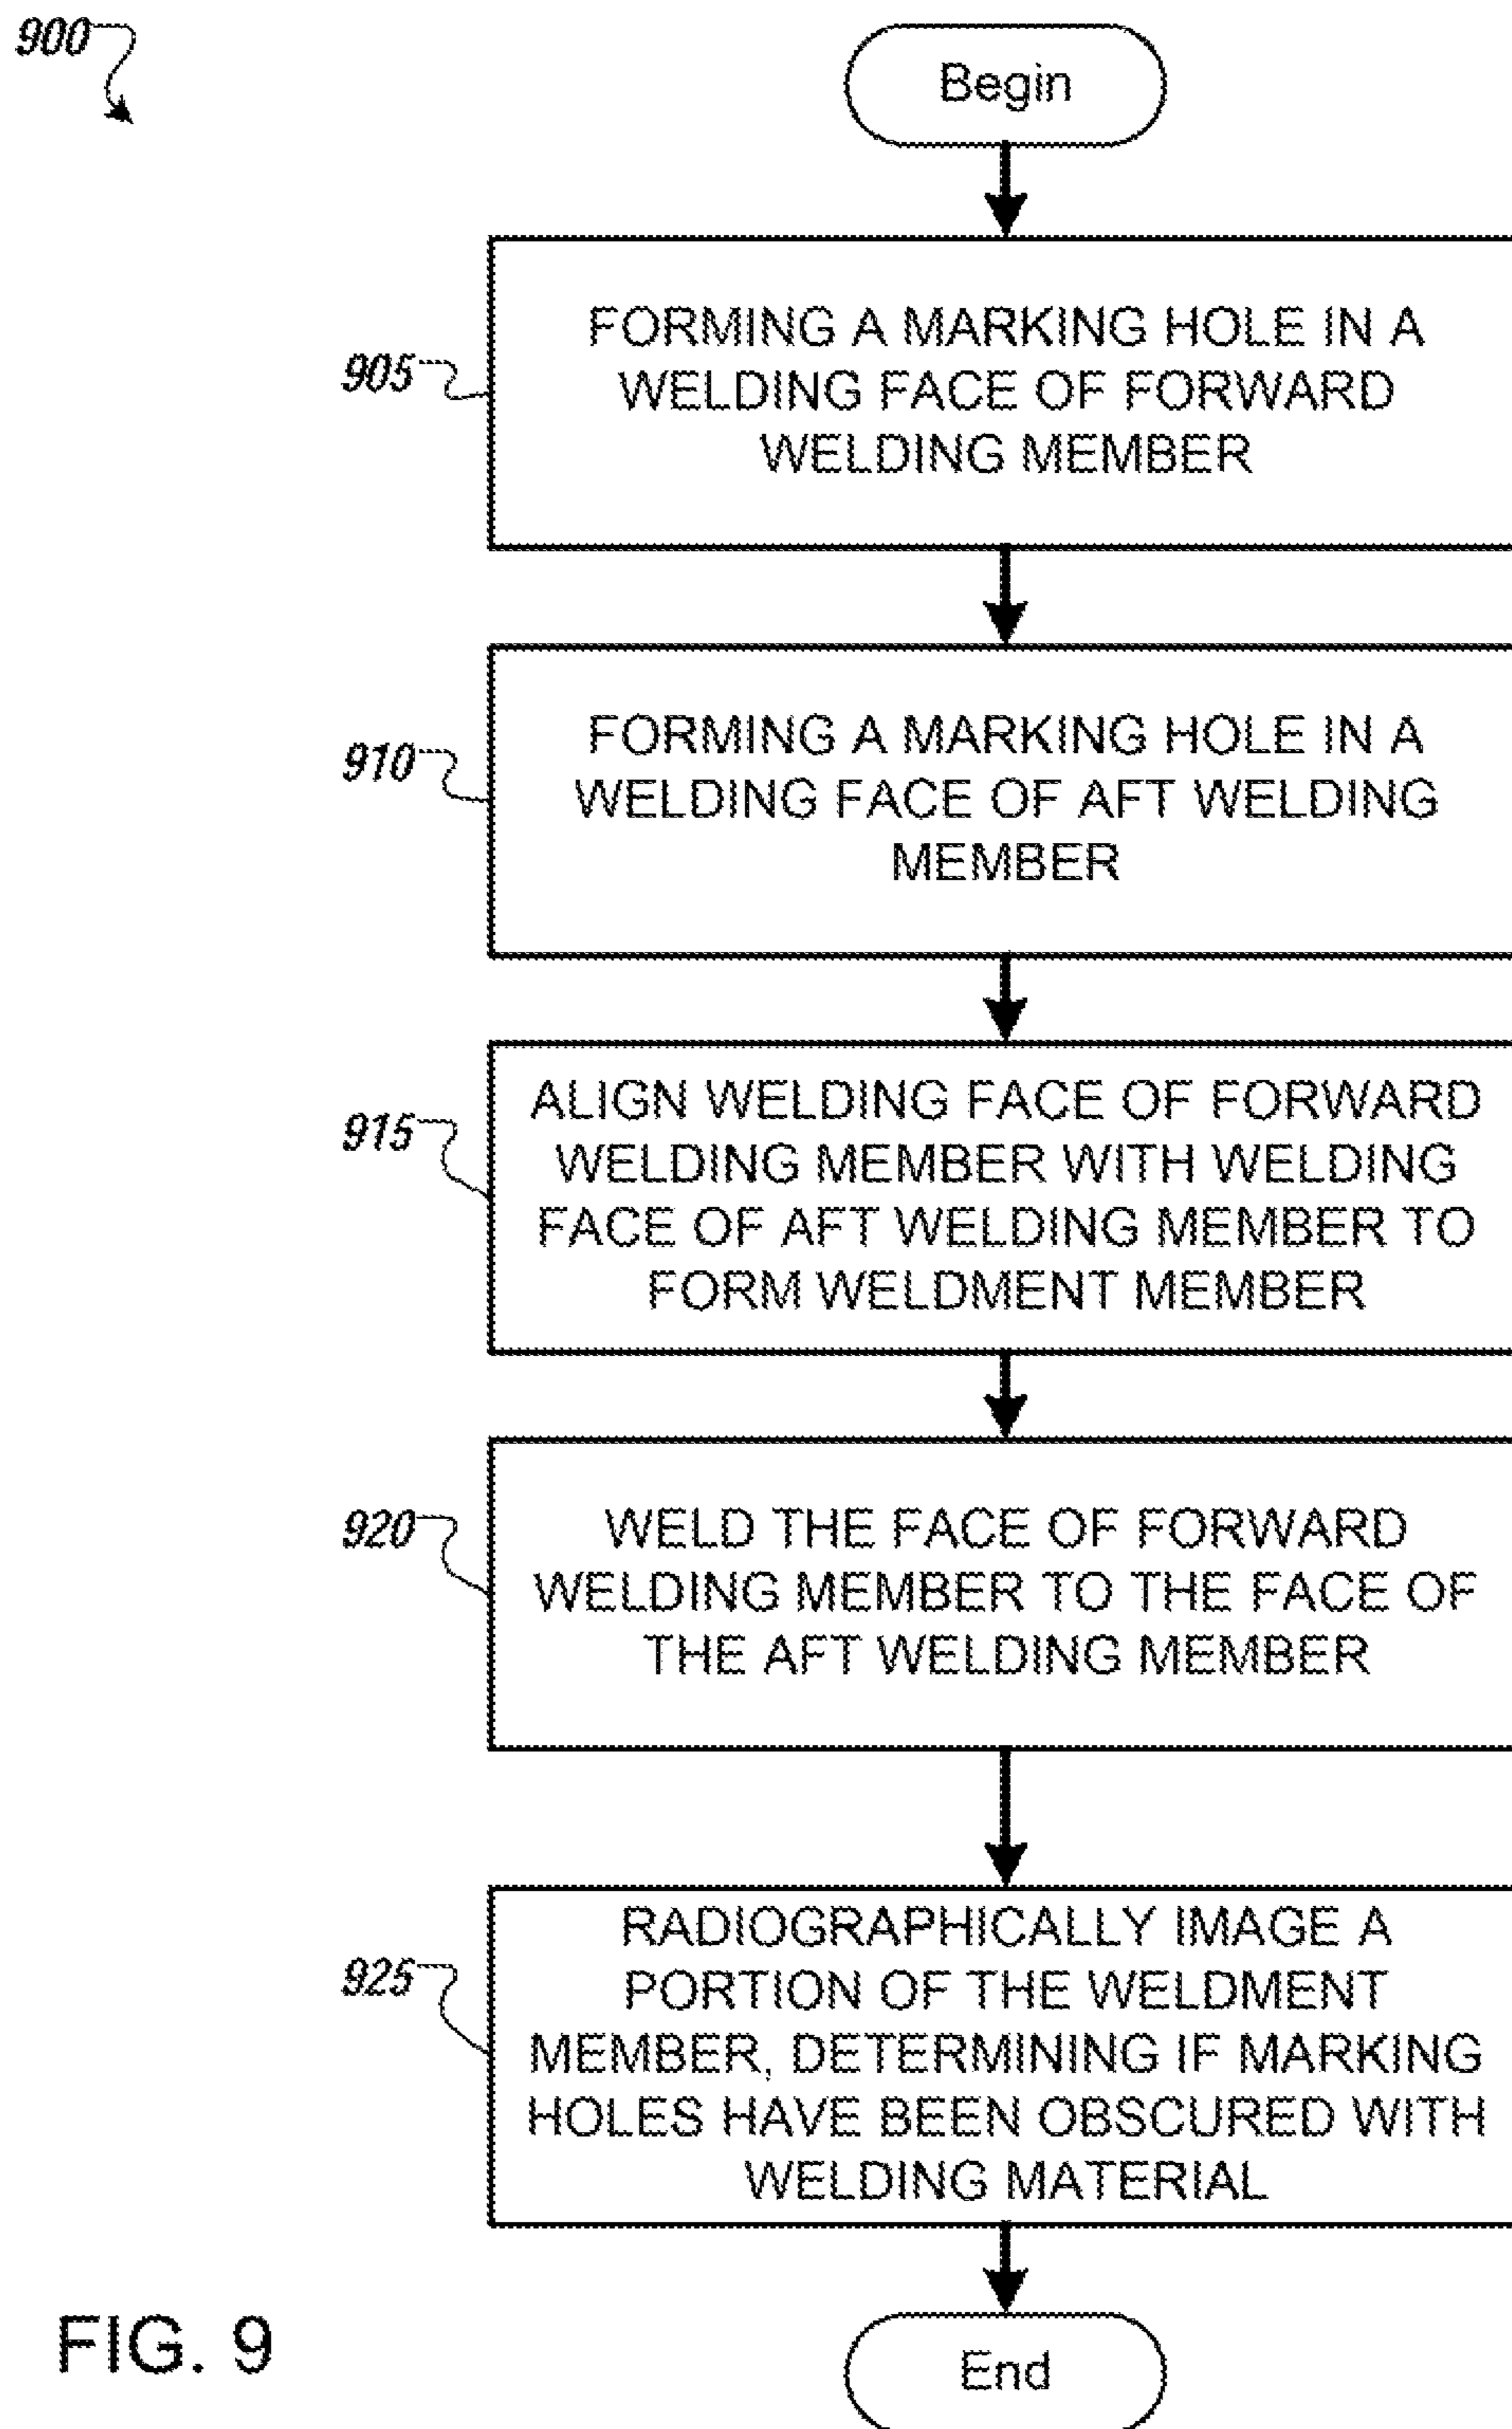 900
Begin
905
FORMING A MARKING HOLE IN A
WELDING FACE OF FORWARD
WELDING MEMBER
910
FORMING A MARKING HOLE IN A
WELDING FACE OF AFT WELDING
MEMBER
915
ALIGN WELDING FACE OF FORWARD
WELDING MEMBER WITH WELDING
FACE OF AFT WELDING MEMBER TO
FORM WELDMENT MEMBER
920
WELD THE FACE OF FORWARD
WELDING MEMBER TO THE FACE OF
THE AFT WELDING MEMBER
925
RADIOGRAPHICALLY IMAGE A
PORTION OF THE WELDMENT
MEMBER, DETERMINING IF MARKING
HOLES HAVE BEEN OBSCURED WITH
WELDING MATERIAL
End
FIG. 9